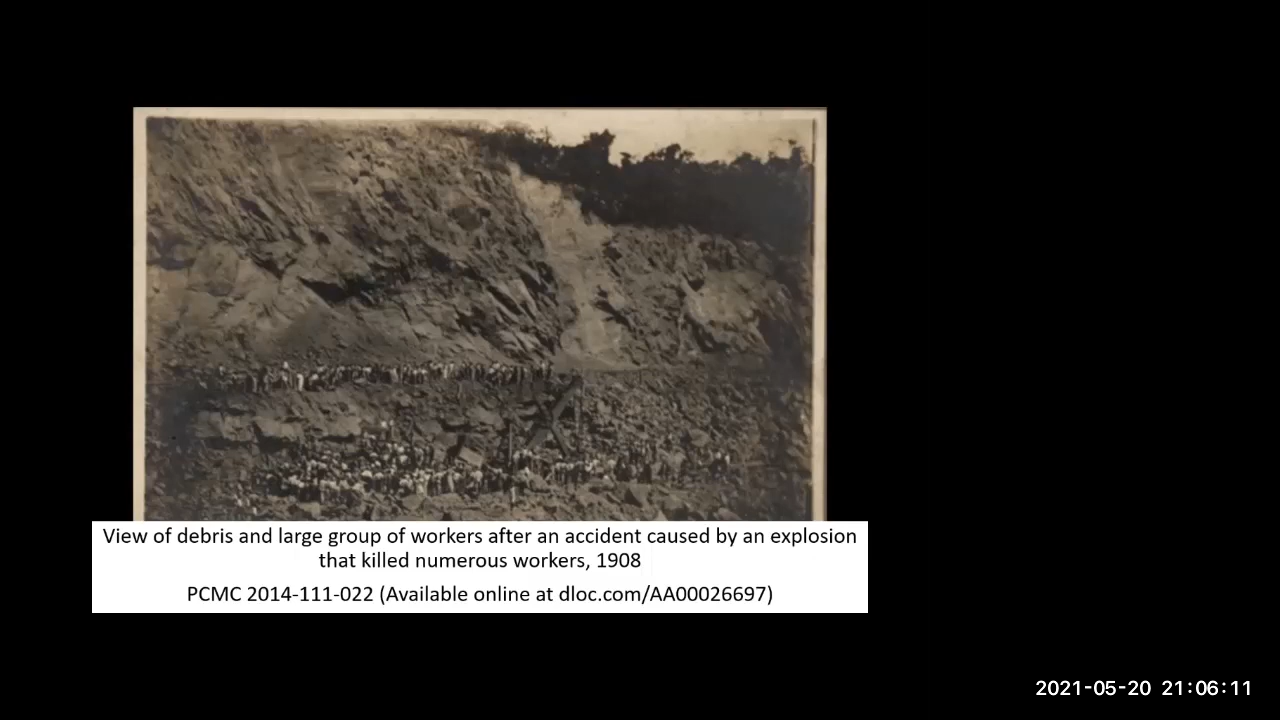 View of debris and large group of workers after an accident caused by an explosion
that killed numerous workers, 1908
PCMC 2014-111-022 (Available online at dloc.com/AA00026697)
2021-05-20 21:06:11